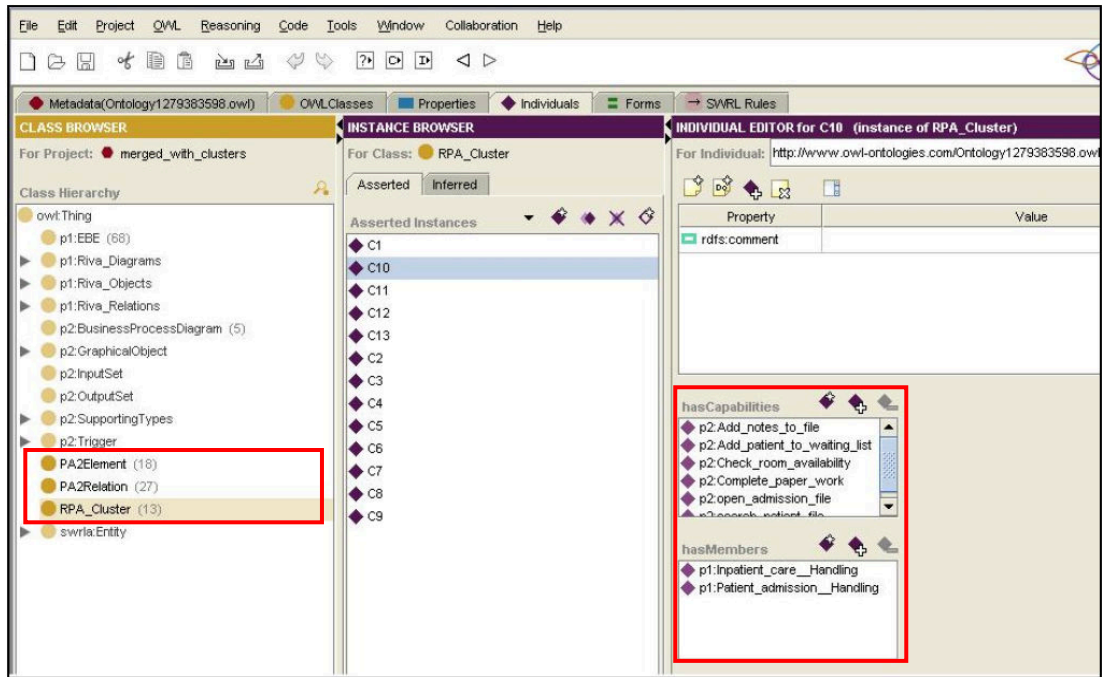 File Edit Project OWL Reasoning Code Tools Window Collaboration Help
Metadata(Ontology1279383598.owl) OWLClasses Properties Individuals Forms SWRL Rules
CLASS BROWSER
For Project: merged_with_clusters
Class Hierarchy
owl:Thing
p1:EBE (68)
p1:Riva_Diagrams
p1:Riva_Objects
p1:Riva_Relations
p2:BusinessProcessDiagram (5)
p2:GraphicalObject
p2:InputSet
p2:OutputSet
p2:SupportingTypes
p2:Trigger
PA2Element (18)
PA2Relation (27)
RPA_Cluster (13)
swrla:Entity
INSTANCE BROWSER
For Class: RPA_Cluster
Asserted Inferred
Asserted Instances
C1
C10
C11
C12
C13
C2
C3
C4
C5
C6
C7
C8
C9
INDIVIDUAL EDITOR for C10 (instance of RPA_Cluster)
For Individual: http://www.owl-ontologies.com/Ontology1279383598.owl
Property Value
rdfs:comment
hasCapabilities
p2:Add_notes_to_file
p2:Add_patient_to_waiting_list
p2:Check_room_availability
p2:Complete_paper_work
p2:open_admission_file
p2:search_patient_file
hasMembers
p1:Inpatient_care__Handling
p1:Patient_admission__Handling